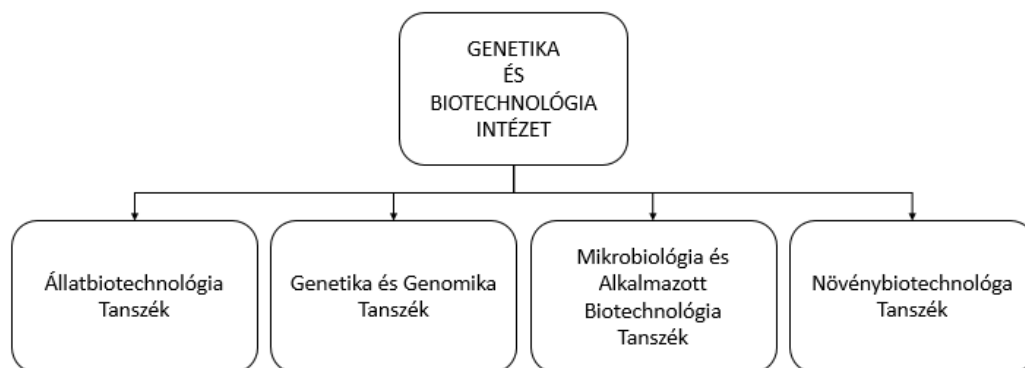 GENETIKA
ÉS
BIOTECHNOLÓGIA
INTÉZET
Állatbiotechnológia
Tanszék
Genetika és Genomika
Tanszék
Mikrobiológia és
Alkalmazott
Biotechnológia
Tanszék
Növénybiotechnológa
Tanszék